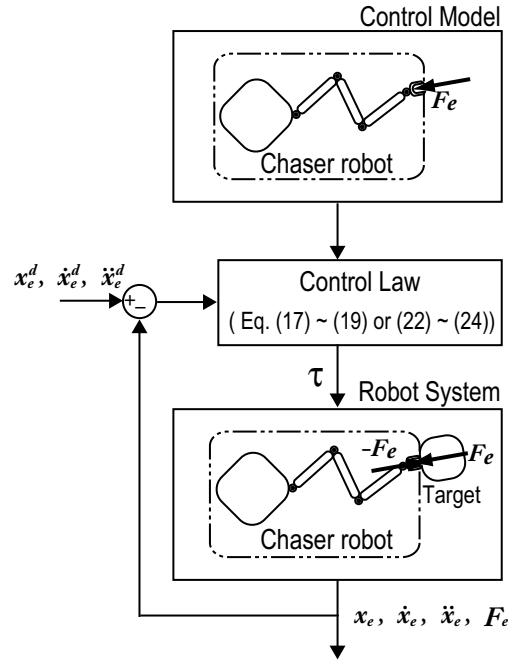 Control Model
F_e
Chaser robot
x_e^d, ẋ_e^d, ẍ_e^d
+
−
Control Law
( Eq. (17) ~ (19) or (22) ~ (24))
τ
Robot System
−F_e
F_e
Target
Chaser robot
x_e, ẋ_e, ẍ_e, F_e